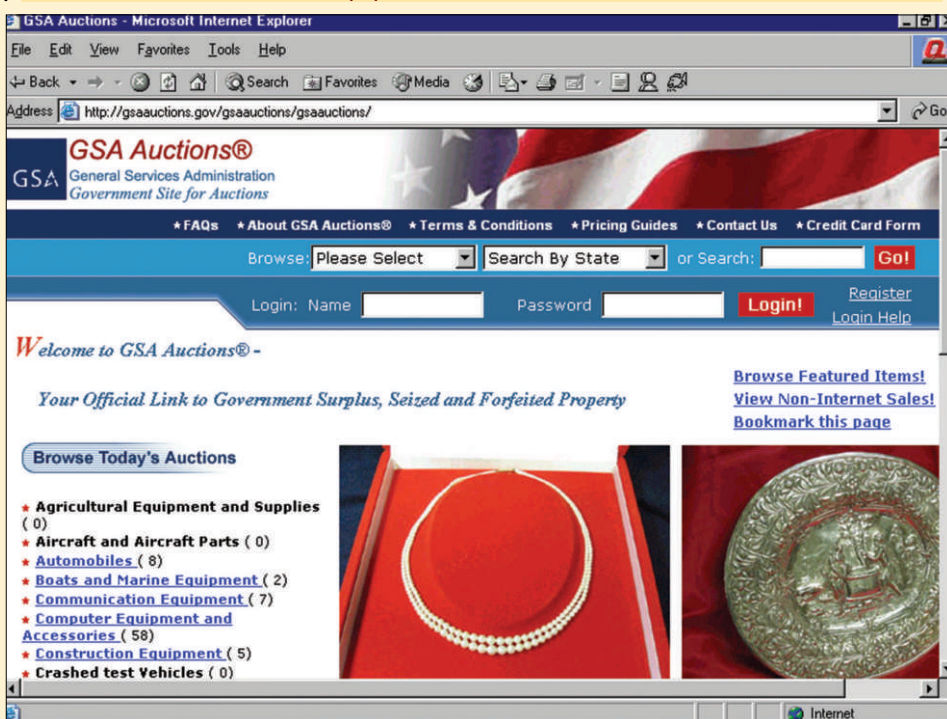 GSA Auctions - Microsoft Internet Explorer
File Edit View Favorites Tools Help
Back Search Favorites Media
Address http://gsaauctions.gov/gsaauctions/gsaauctions/ Go
GSA
GSA Auctions®
General Services Administration
Government Site for Auctions
FAQs About GSA Auctions® Terms & Conditions Pricing Guides Contact Us Credit Card Form
Browse: Please Select Search By State or Search: Go!
Login: Name Password Login! Register
Login Help
Welcome to GSA Auctions® -
Your Official Link to Government Surplus, Seized and Forfeited Property
Browse Featured Items!
View Non-Internet Sales!
Bookmark this page
Browse Today's Auctions
Agricultural Equipment and Supplies
( 0)
Aircraft and Aircraft Parts ( 0)
Automobiles ( 8)
Boats and Marine Equipment ( 2)
Communication Equipment ( 7)
Computer Equipment and
Accessories ( 58)
Construction Equipment ( 5)
Crashed test Vehicles ( 0)
Internet